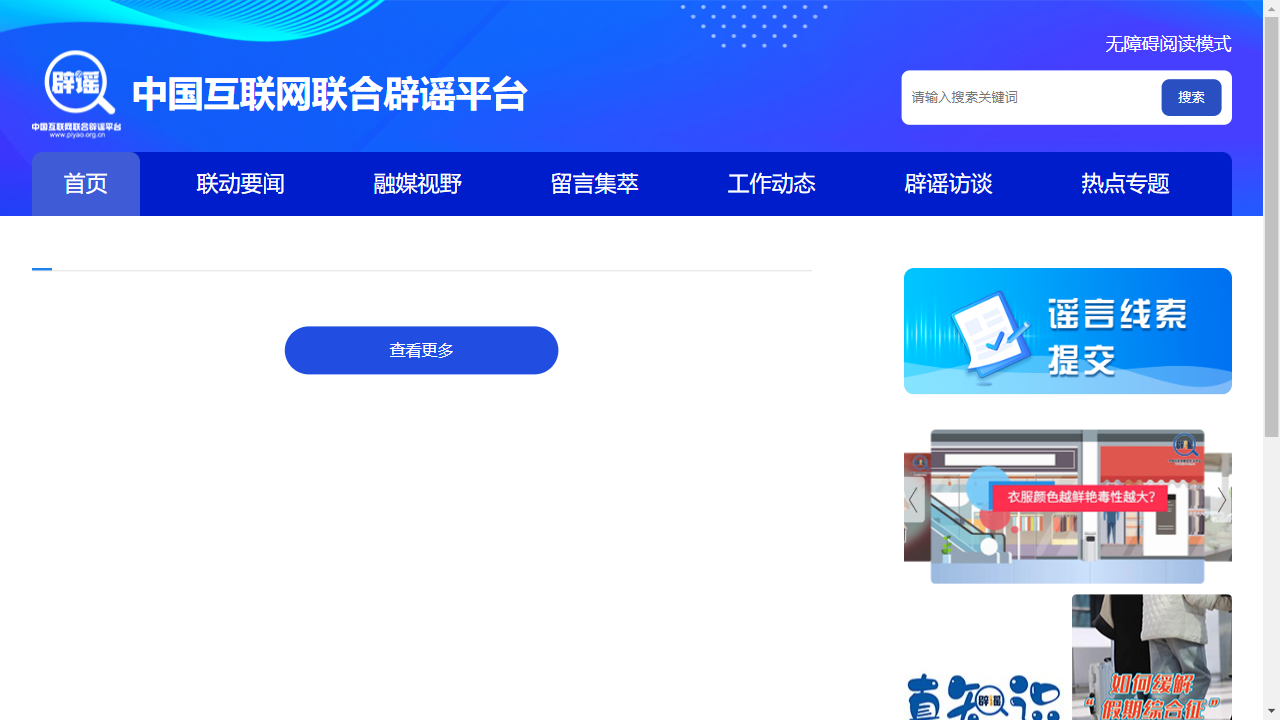 无障碍阅读模式
辟谣
中国互联网联合辟谣平台
www.piyao.org.cn
中国互联网联合辟谣平台
请输入搜索关键词
搜索
首页
联动要闻
融媒视野
留言集萃
工作动态
辟谣访谈
热点专题
查看更多
谣言线索
提交
衣服颜色越鲜艳毒性越大?
真知识
辟谣
如何缓解
“假期综合征”